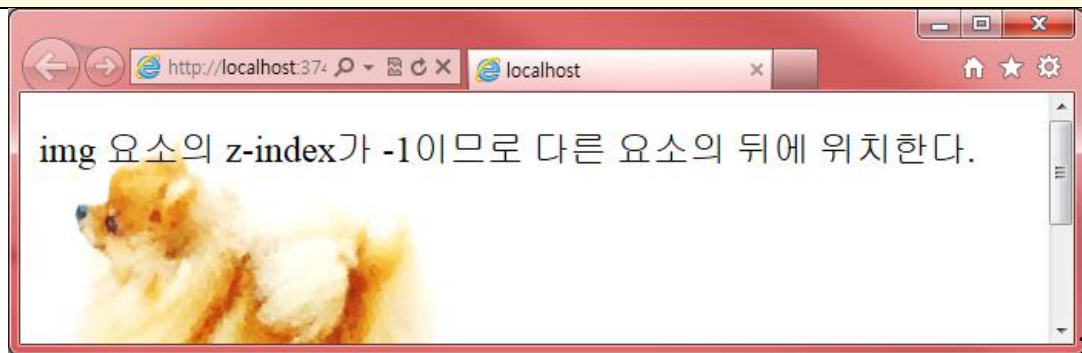 http://localhost:374
localhost
img 요소의 z-index가 -1이므로 다른 요소의 뒤에 위치한다.